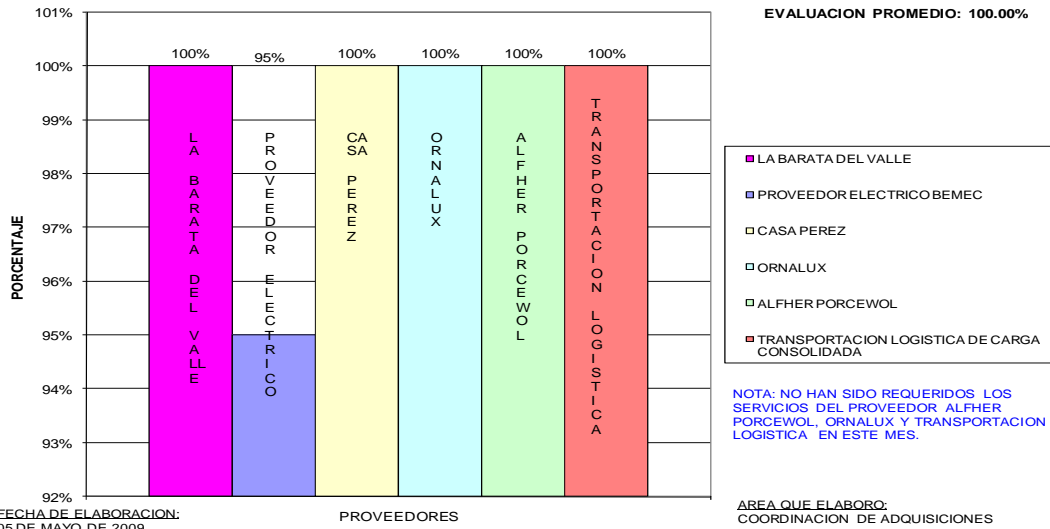 EVALUACION PROMEDIO: 100.00%
101%
100%
99%
98%
97%
96%
95%
94%
93%
92%
PORCENTAJE
100%
95%
100%
100%
100%
100%
LA BARATA DEL VALLE
PROVEEDOR ELECTRICO
CASA PEREZ
ORNALUX
ALFHER PORCEWOL
TRANSPORTACION LOGISTICA
PROVEEDORES
LA BARATA DEL VALLE
PROVEEDOR ELECTRICO BEMEC
CASA PEREZ
ORNALUX
ALFHER PORCEWOL
TRANSPORTACION LOGISTICA DE CARGA
CONSOLIDADA
NOTA: NO HAN SIDO REQUERIDOS LOS
SERVICIOS DEL PROVEEDOR ALFHER
PORCEWOL, ORNALUX Y TRANSPORTACION
LOGISTICA EN ESTE MES.
FECHA DE ELABORACION:
05 DE MAYO DE 2009
AREA QUE ELABORO:
COORDINACION DE ADQUISICIONES